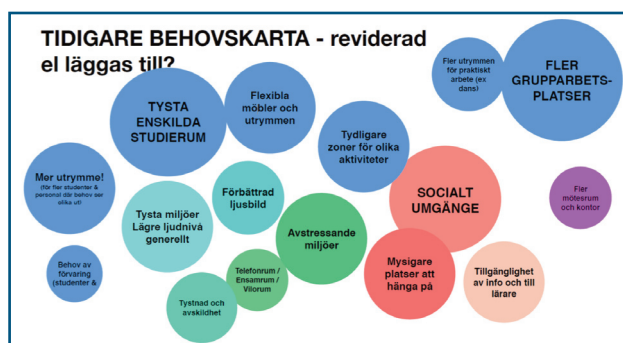 TIDIGARE BEHOVSKARTA - reviderad
el läggas till?
Fler utrymmen
för praktiskt
arbete (ex
dans)
FLER
GRUPPARBETS-
PLATSER
TYSTA
ENSKILDA
STUDIERUM
Flexibla
möbler och
utrymmen
Tydligare
zoner för olika
aktiviteter
Mer utrymme!
(för fler studenter &
personal där behov ser
olika ut)
Tysta miljöer
Lägre ljudnivå
generellt
Förbättrad
ljusbild
Avstressande
miljöer
SOCIALT
UMGÄNGE
Fler
mötesrum
och kontor
Behov av
förvaring
(studenter &
Tystnad och
avskildhet
Telefonrum /
Ensamrum /
Vilorum
Mysigare
platser att
hänga på
Tillgänglighet
av info och till
lärare